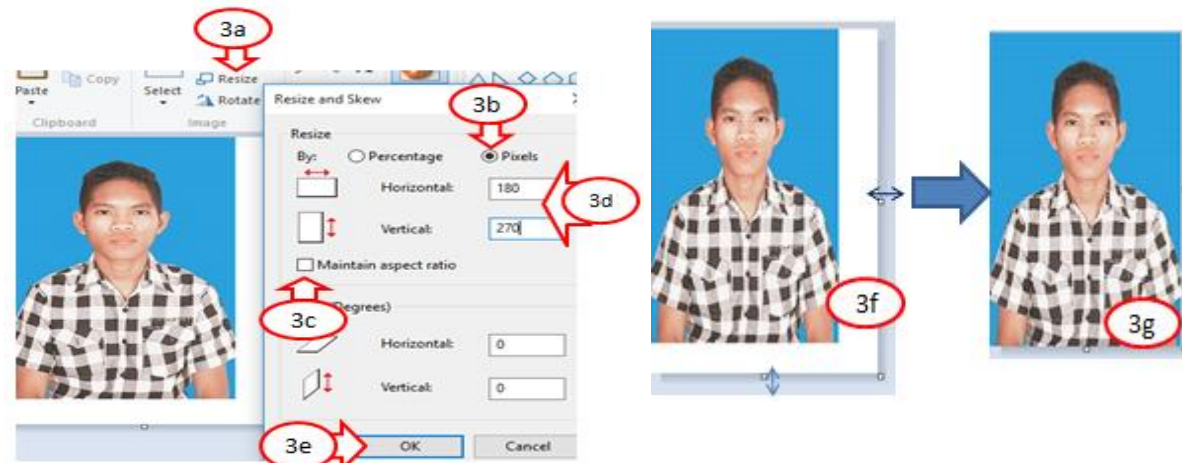 3a
Copy
Resize
Paste
Select
Rotate
Clipboard
Image
Resize and Skew
3b
Resize
By:
Percentage
Pixels
Horizontal:
180
3d
Vertical:
270
Maintain aspect ratio
3c
Degrees)
Horizontal:
0
Vertical:
0
3e
OK
Cancel
3f
3g